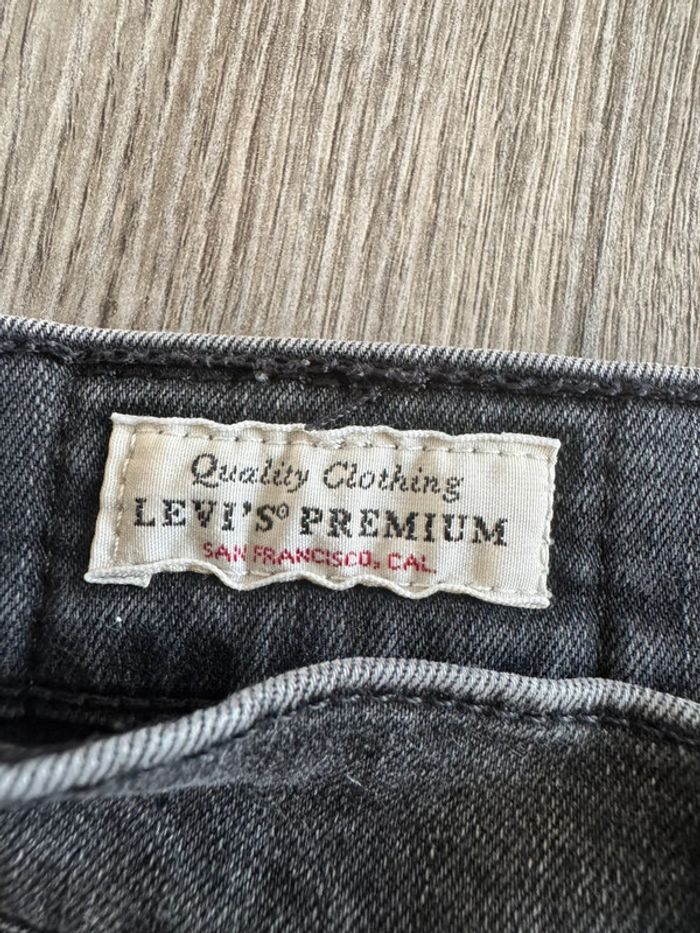 Quality Clothing
LEVI'S® PREMIUM
SAN FRANCISCO, CAL.